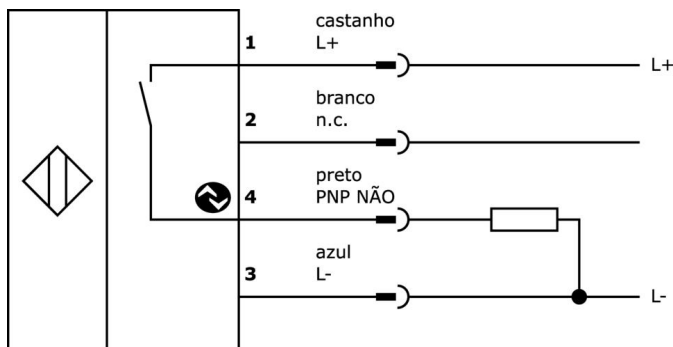 castanho
1 L+
L+
branco
2 n.c.
preto
4 PNP NÃO
azul
3 L-
L-